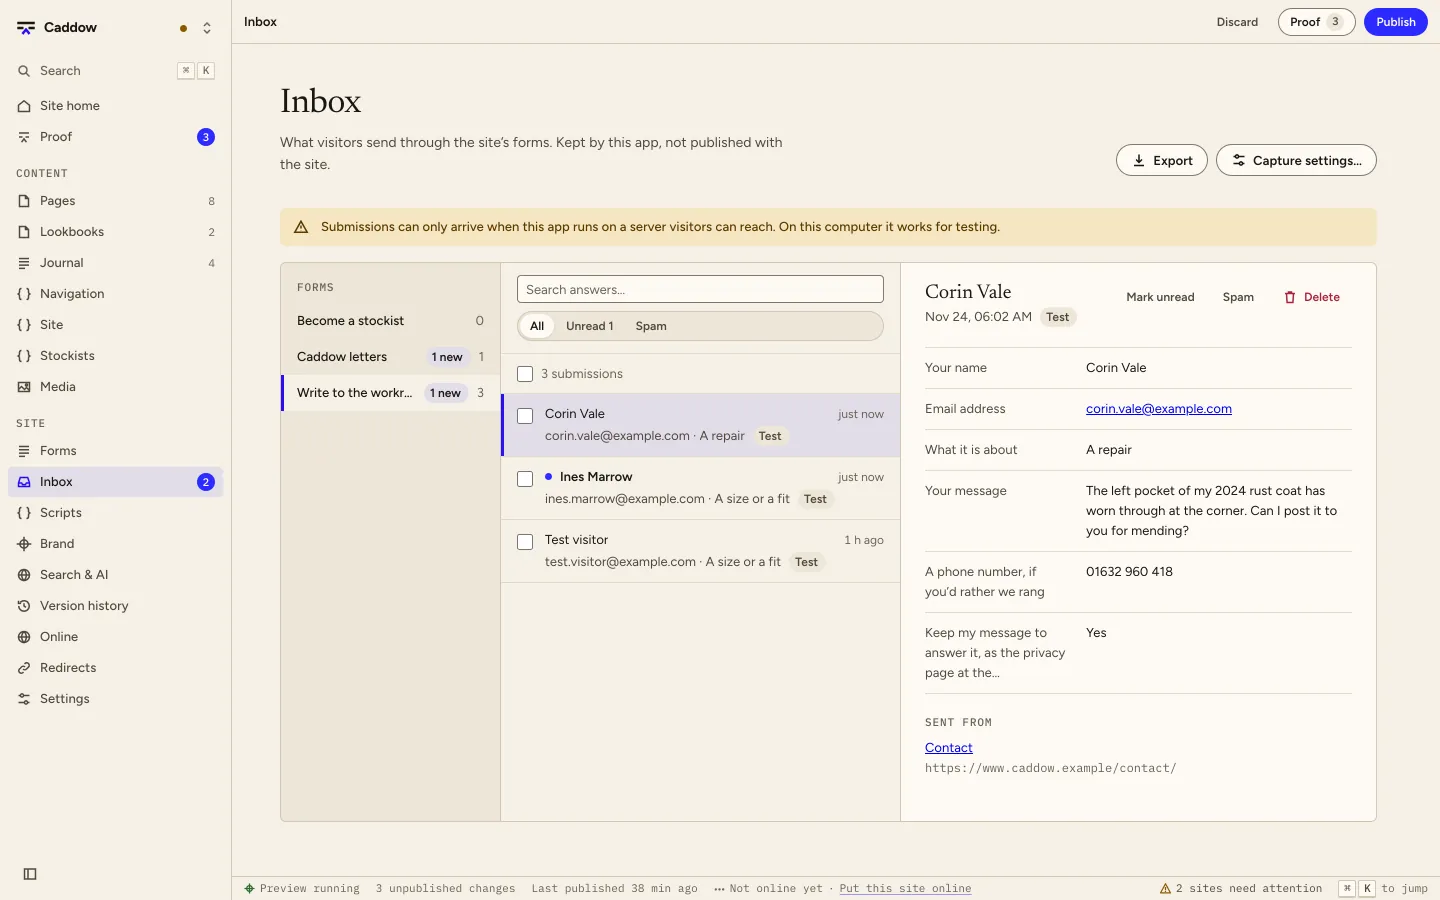 Caddow
Search ⌘ K
Site home
Proof 3
CONTENT
Pages 8
Lookbooks 2
Journal 4
{ } Navigation
{ } Site
{ } Stockists
Media
SITE
Forms
Inbox 2
{ } Scripts
Brand
Search & AI
Version history
Online
Redirects
Settings
Inbox
Discard
Proof 3
Publish
Inbox
What visitors send through the site's forms. Kept by this app, not published with
the site.
Export
Capture settings...
Submissions can only arrive when this app runs on a server visitors can reach. On this computer it works for testing.
FORMS
Become a stockist 0
Caddow letters 1 new 1
Write to the workr... 1 new 3
Search answers...
All Unread 1 Spam
3 submissions
Corin Vale just now
corin.vale@example.com · A repair Test
Ines Marrow just now
ines.marrow@example.com · A size or a fit Test
Test visitor 1 h ago
test.visitor@example.com · A size or a fit Test
Corin Vale
Nov 24, 06:02 AM Test
Mark unread Spam Delete
Your name Corin Vale
Email address corin.vale@example.com
What it is about A repair
Your message The left pocket of my 2024 rust coat has
worn through at the corner. Can I post it to
you for mending?
A phone number, if 01632 960 418
you'd rather we rang
Keep my message to Yes
answer it, as the privacy
page at the...
SENT FROM
Contact
https://www.caddow.example/contact/
Preview running 3 unpublished changes Last published 38 min ago Not online yet · Put this site online 2 sites need attention ⌘ K to jump